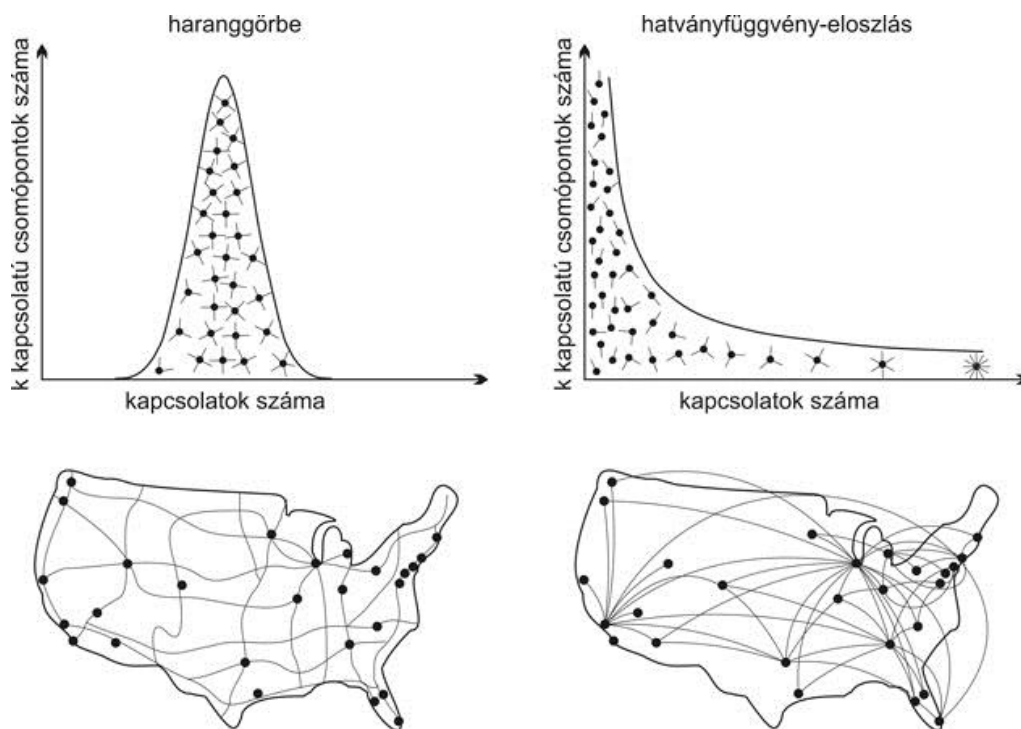 haranggörbe
hatványfüggvény-eloszlás
k kapcsolatú csomópontok száma
kapcsolatok száma
k kapcsolatú csomópontok száma
kapcsolatok száma